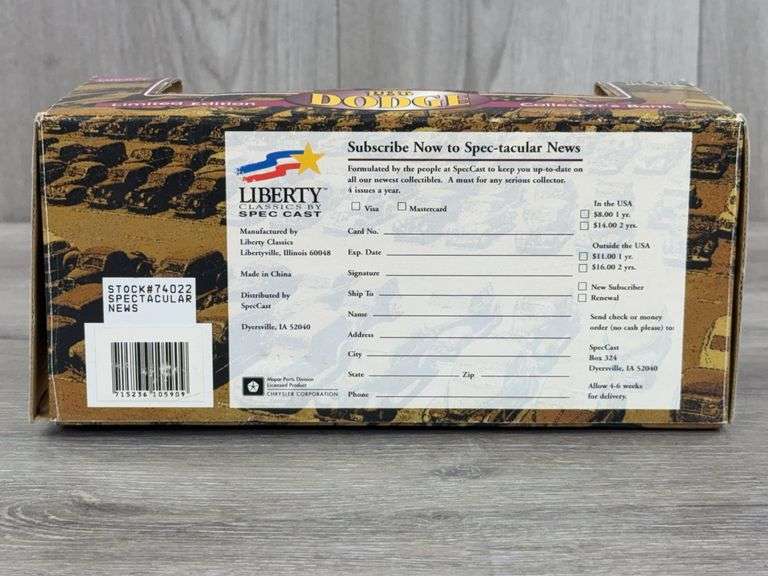 Limited Edition
DODGE
Collector's Bank
Subscribe Now to Spec-tacular News
Formulated by the people at SpecCast to keep you up-to-date on
all our newest collectibles. A must for any serious collector.
4 issues a year.
Visa
Mastercard
Card No.
Exp. Date
Signature
Ship To
Name
Address
City
State
Zip
Phone
In the USA
$8.00 1 yr.
$14.00 2 yrs.
Outside the USA
$11.00 1 yr.
$16.00 2 yrs.
New Subscriber
Renewal
Send check or money
order (no cash please) to:
SpecCast
Box 324
Dyersville, IA 52040
Allow 4-6 weeks
for delivery.
LIBERTY™
CLASSICS BY
SPEC CAST
Manufactured by
Liberty Classics
Libertyville, Illinois 60048
Made in China
Distributed by
SpecCast
Dyersville, IA 52040
Mopar Parts Division
Licensed Product
CHRYSLER CORPORATION
STOCK#74022
SPECTACULAR
NEWS
715236 105909